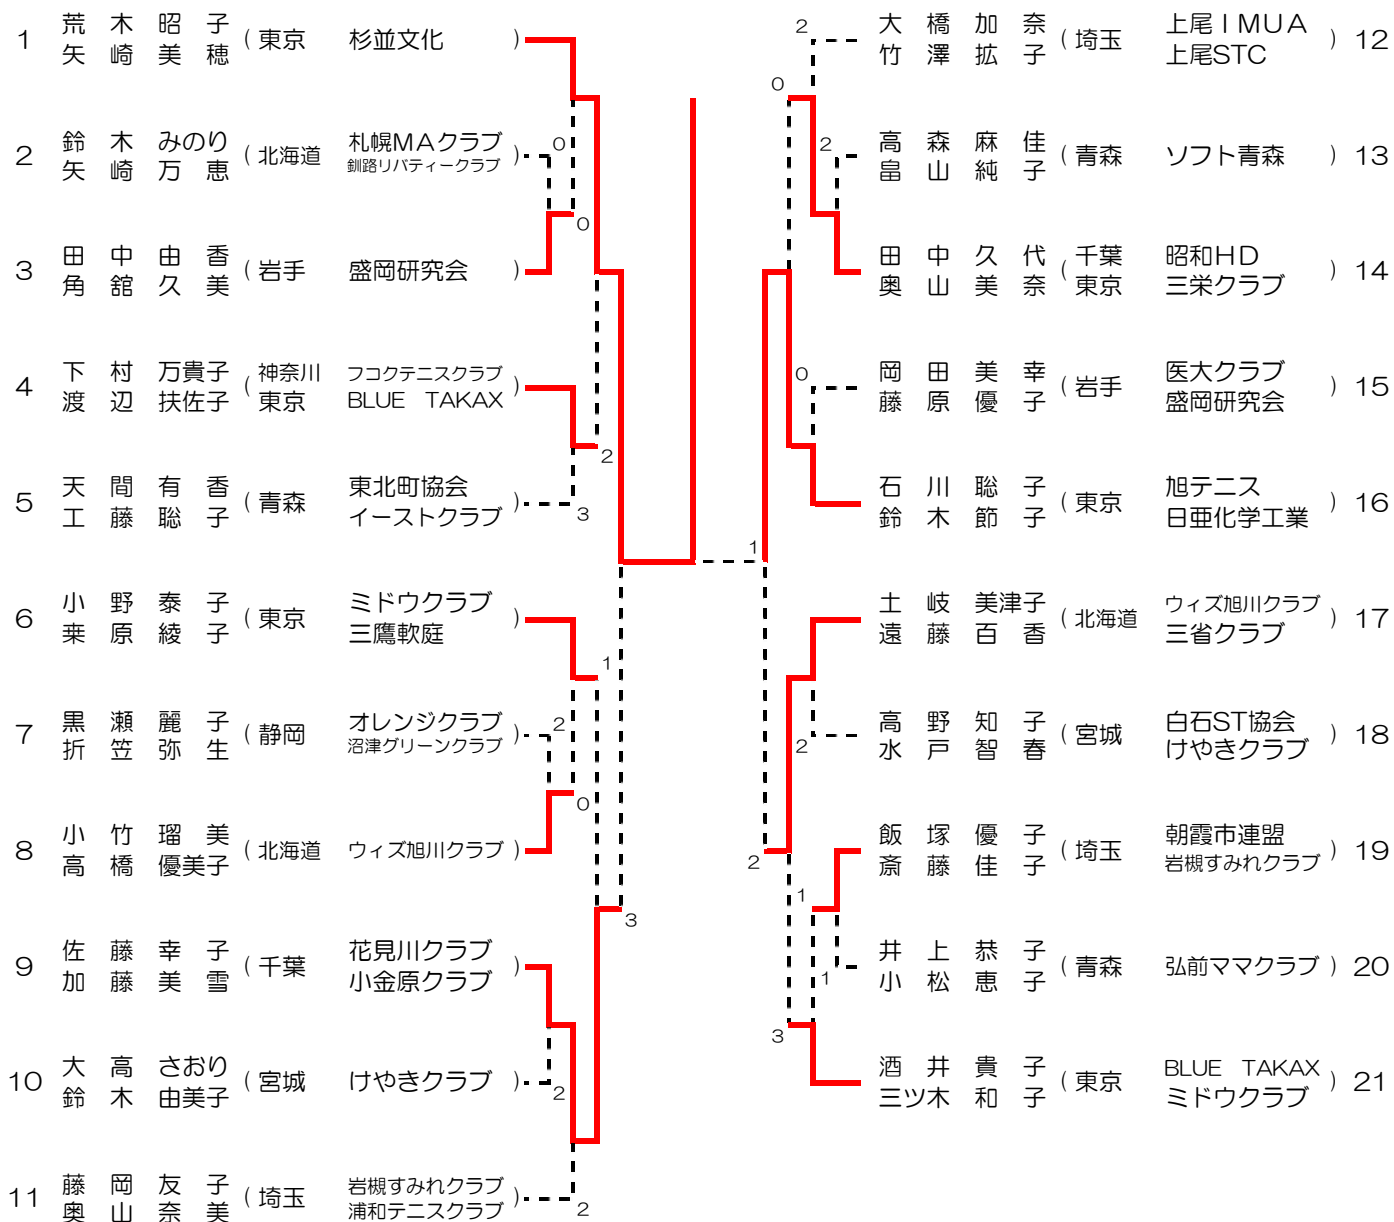 1 荒木昭子 矢崎美穂 (東京 杉並文化)
2 鈴木みのり 矢崎万恵 (北海道 札幌MAクラブ 釧路リバティークラブ)
0
3 田中由香 角舘久美 (岩手 盛岡研究会)
0
4 下村万貴子 渡辺扶佐子 (神奈川 東京 フコクテニスクラブ BLUE TAKAX)
2
5 天間有香 工藤聡子 (青森 東北町協会 イーストクラブ)
3
6 小野泰子 桒原綾子 (東京 ミドウクラブ 三鷹軟庭)
1
7 黒瀬麗子 折笠弥生 (静岡 オレンジクラブ 沼津グリーンクラブ)
2
0
8 小竹瑠美 高橋優美子 (北海道 ウィズ旭川クラブ)
3
9 佐藤幸子 加藤美雪 (千葉 花見川クラブ 小金原クラブ)
10 大高さおり 鈴木由美子 (宮城 けやきクラブ)
2
11 藤岡友子 奥山奈美 (埼玉 岩槻すみれクラブ 浦和テニスクラブ)
2
1
2
大橋加奈 竹澤拡子 (埼玉 上尾IMUA 上尾STC) 12
0
2
高森麻佳 畠山純子 (青森 ソフト青森) 13
田中久代 奥山美奈 (千葉 東京 昭和HD 三栄クラブ) 14
0
岡田美幸 藤原優子 (岩手 医大クラブ 盛岡研究会) 15
石川聡子 鈴木節子 (東京 旭テニス 日亜化学工業) 16
土岐美津子 遠藤百香 (北海道 ウィズ旭川クラブ 三省クラブ) 17
2
高野知子 水戸智春 (宮城 白石ST協会 けやきクラブ) 18
2
飯塚優子 斎藤佳子 (埼玉 朝霞市連盟 岩槻すみれクラブ) 19
1
1
井上恭子 小松恵子 (青森 弘前ママクラブ) 20
3
酒井貴子 三ツ木和子 (東京 BLUE TAKAX ミドウクラブ) 21